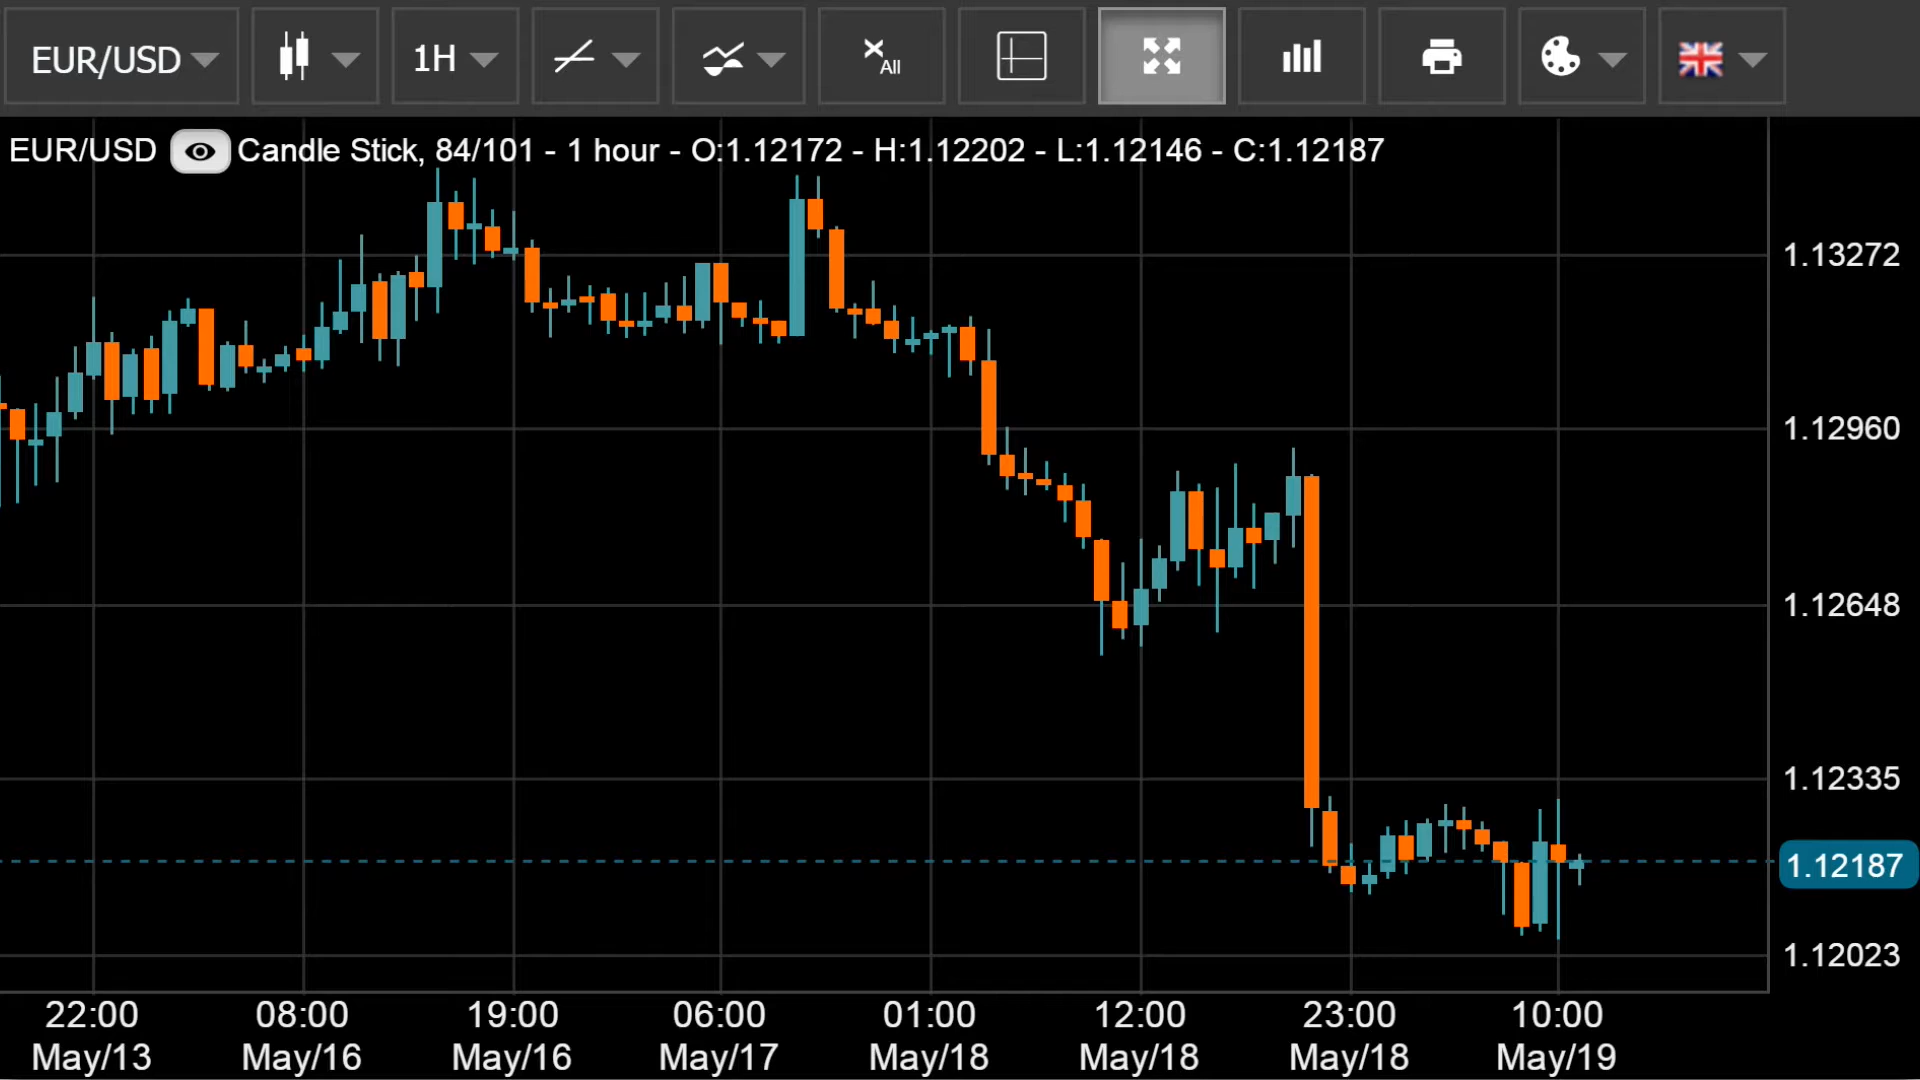 EUR/USD 1H ×All
EUR/USD Candle Stick, 84/101 - 1 hour - O:1.12172 - H:1.12202 - L:1.12146 - C:1.12187
1.13272
1.12960
1.12648
1.12335
1.12187
1.12023
22:00 08:00 19:00 06:00 01:00 12:00 23:00 10:00
May/13 May/16 May/16 May/17 May/18 May/18 May/18 May/19